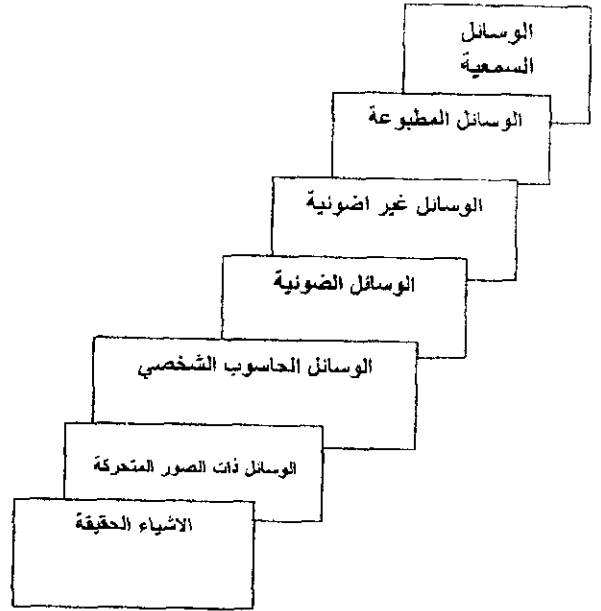 الوسائل
السمعية
الوسائل المطبوعة
الوسائل غير اضوئية
الوسائل الضوئية
الوسائل الحاسوب الشخصي
الوسائل ذات الصور المتحركة
الاشياء الحقيقة